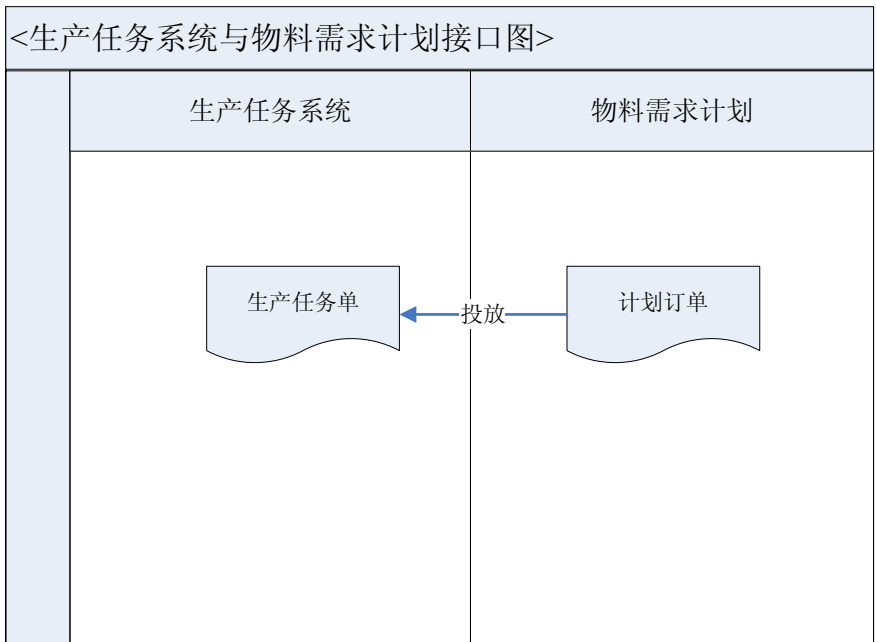 <生产任务系统与物料需求计划接口图>
生产任务系统
物料需求计划
生产任务单
投放
计划订单